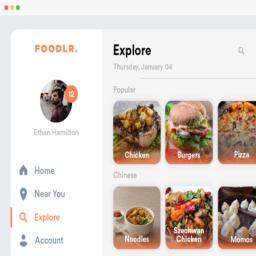 FOODLR.
12
Ethan Hamilton
Home
Near You
Explore
Account
Explore
Thursday, January 04
Popular
Chicken
Burgers
Pizza
Chinese
Noodles
Szechwan
Chicken
Momos